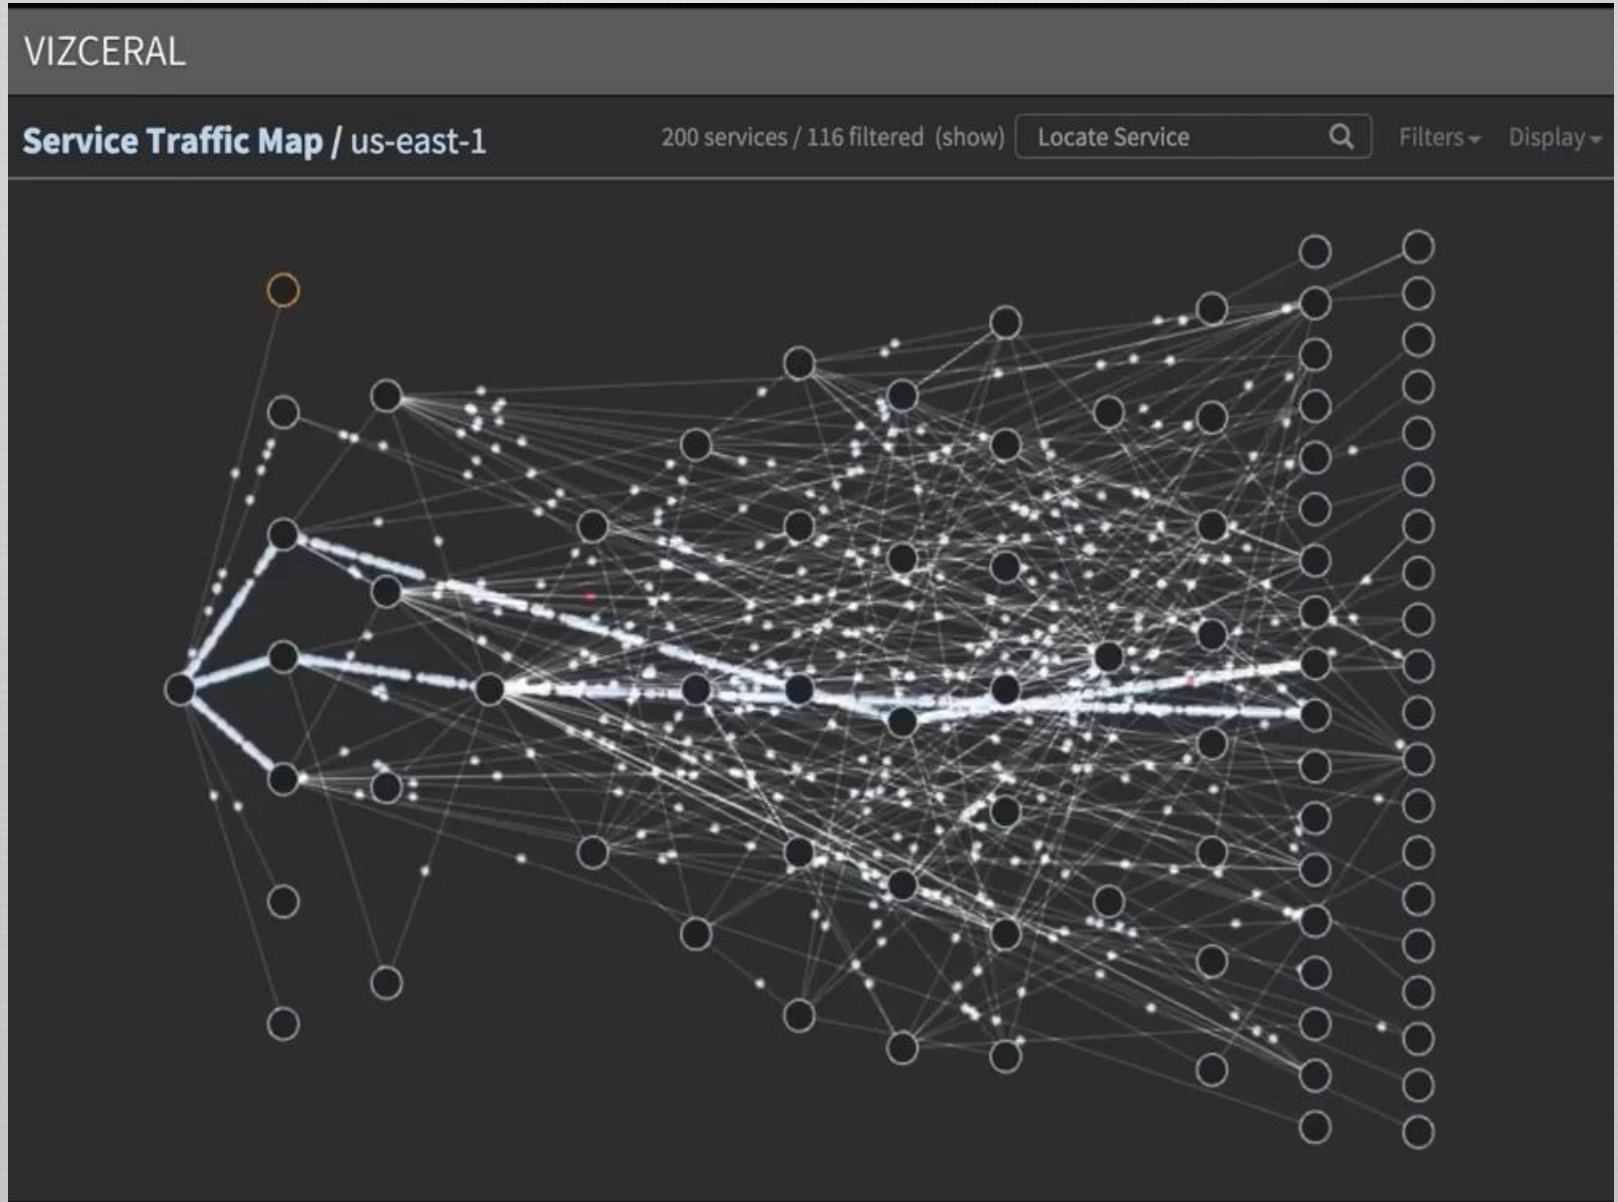 VIZCERAL
Service Traffic Map / us-east-1
200 services / 116 filtered (show)
Locate Service
Filters
Display